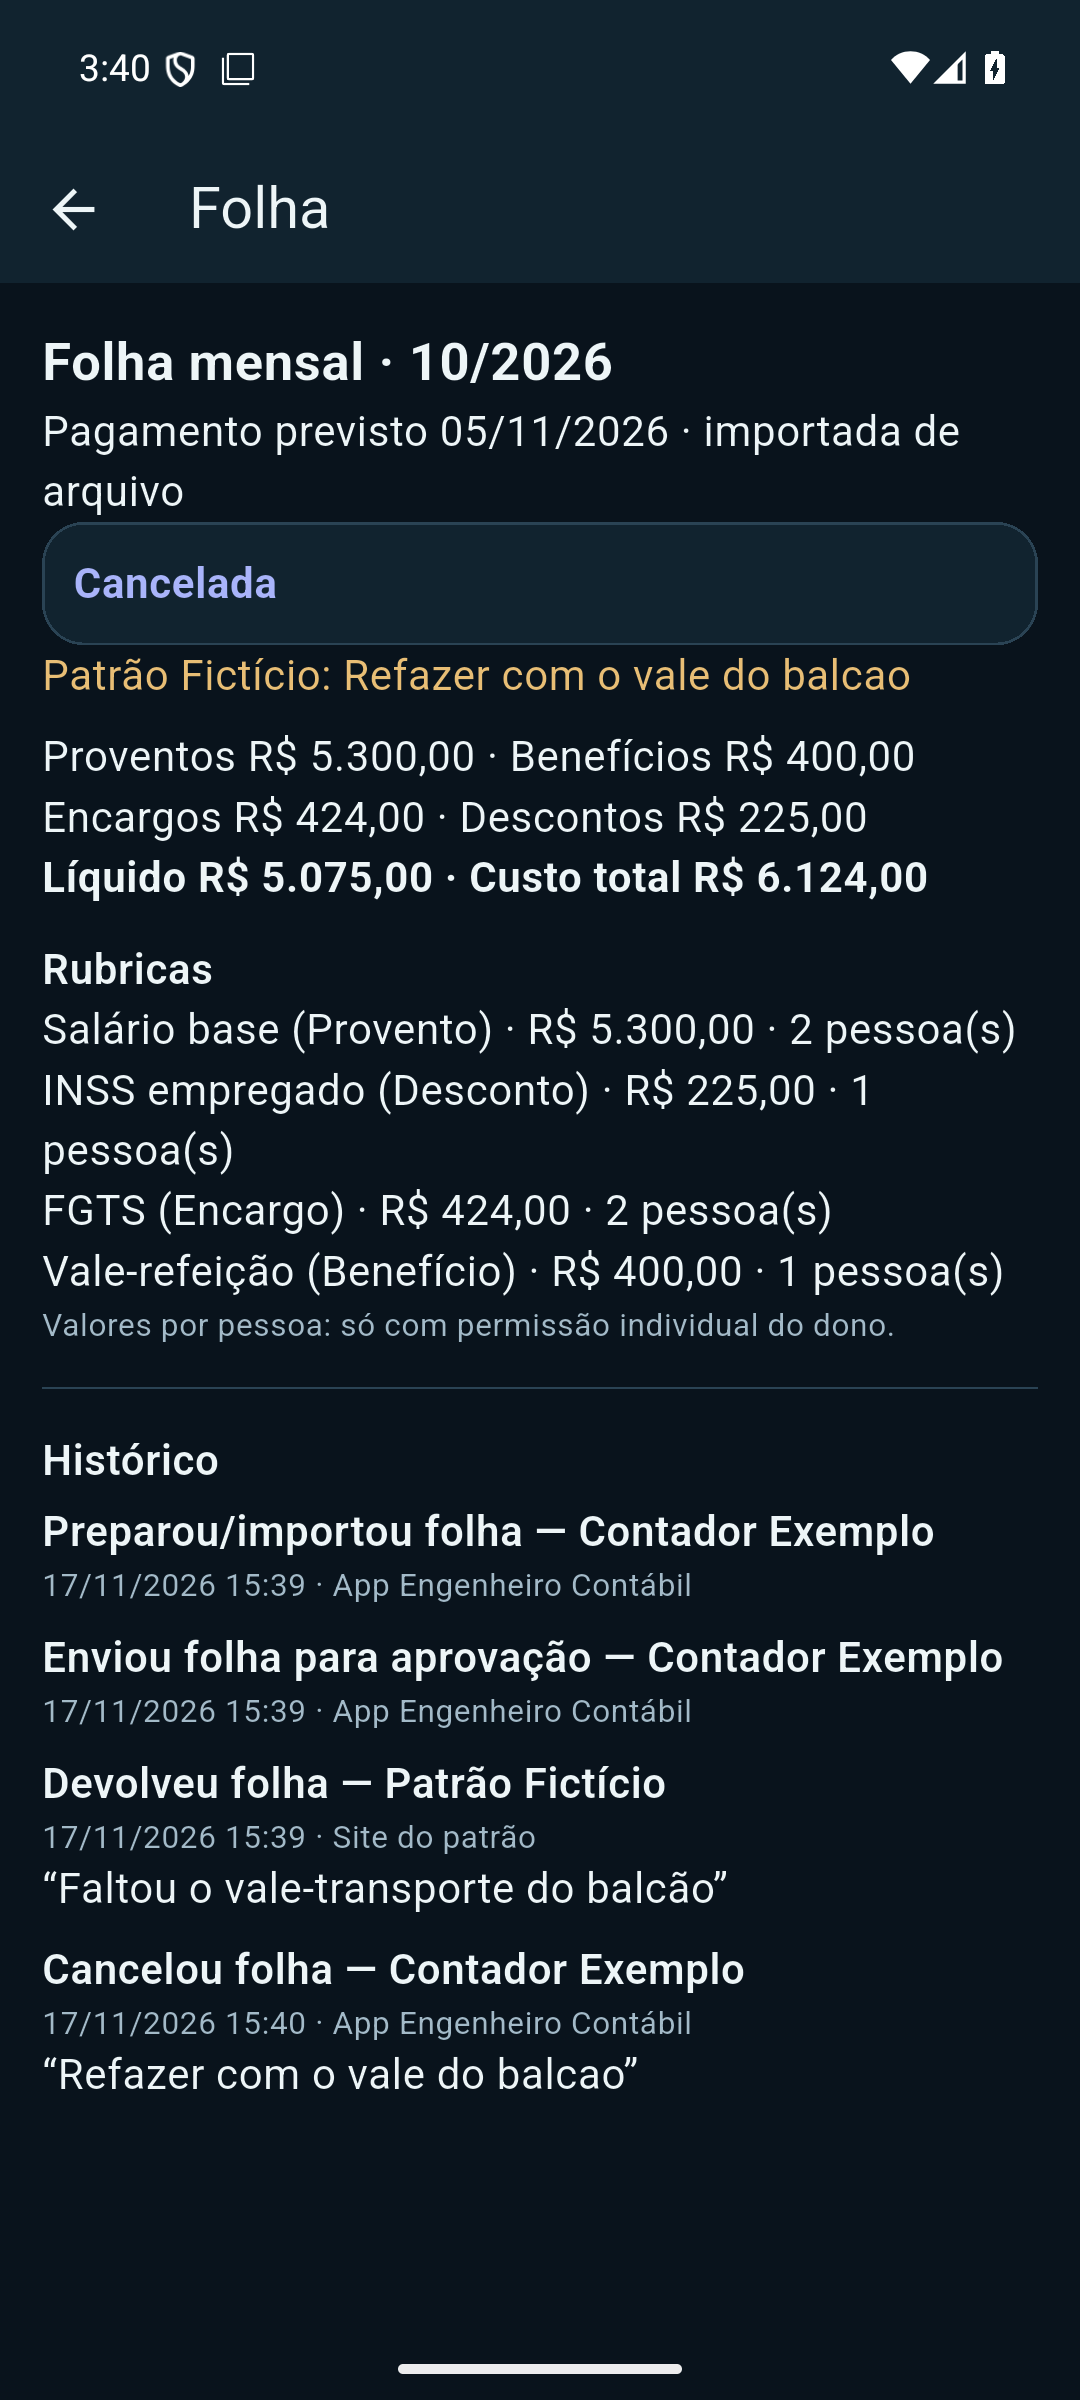 3:40
Folha
Folha mensal · 10/2026
Pagamento previsto 05/11/2026 · importada de
arquivo
Cancelada
Patrão Fictício: Refazer com o vale do balcao
Proventos R$ 5.300,00 · Benefícios R$ 400,00
Encargos R$ 424,00 · Descontos R$ 225,00
Líquido R$ 5.075,00 · Custo total R$ 6.124,00
Rubricas
Salário base (Provento) · R$ 5.300,00 · 2 pessoa(s)
INSS empregado (Desconto) · R$ 225,00 · 1
pessoa(s)
FGTS (Encargo) · R$ 424,00 · 2 pessoa(s)
Vale-refeição (Benefício) · R$ 400,00 · 1 pessoa(s)
Valores por pessoa: só com permissão individual do dono.
Histórico
Preparou/importou folha — Contador Exemplo
17/11/2026 15:39 · App Engenheiro Contábil
Enviou folha para aprovação — Contador Exemplo
17/11/2026 15:39 · App Engenheiro Contábil
Devolveu folha — Patrão Fictício
17/11/2026 15:39 · Site do patrão
“Faltou o vale-transporte do balcão”
Cancelou folha — Contador Exemplo
17/11/2026 15:40 · App Engenheiro Contábil
“Refazer com o vale do balcao”